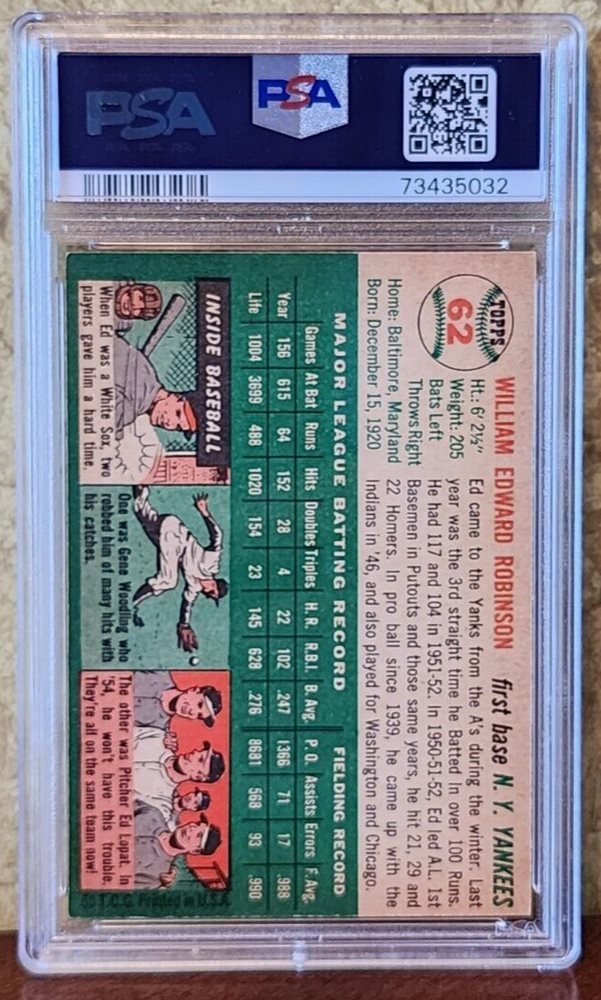 PSA
PSA
73435032
TOPPS
62
WILLIAM EDWARD ROBINSON first base N. Y. YANKEES
Ht.: 6' 2½"
Weight: 205
Bats Left
Throws Right
Home: Baltimore, Maryland
Born: December 15, 1920
Ed came to the Yanks from the A's during the winter. Last
year was the 3rd straight time he Batted In over 100 Runs.
He had 117 and 104 in 1951-52. In 1950-51-52, Ed led A.L. 1st
Basemen in Putouts and those same years, he hit 21, 29 and
22 Homers. In pro ball since 1939, he came up with the
Indians in '46, and also played for Washington and Chicago.
MAJOR LEAGUE BATTING RECORD FIELDING RECORD
Games At Bat Runs Hits Doubles Triples H. R. R.B.I. B. Avg. P. O. Assists Errors F. Avg.
Year 156 615 64 152 28 4 22 102 .247 1366 71 17 .988
Life 1004 3699 488 1020 154 23 145 628 .276 8681 568 93 .990
INSIDE BASEBALL
When Ed was a White Sox, two
players gave him a hard time.
One was Gene Woodling who
robbed him of many hits with
his catches.
The other was Pitcher Ed Lopat. In
'54, he won't have this trouble.
They're all on the same team now!
© T.C.G. Printed in U.S.A.
PSA